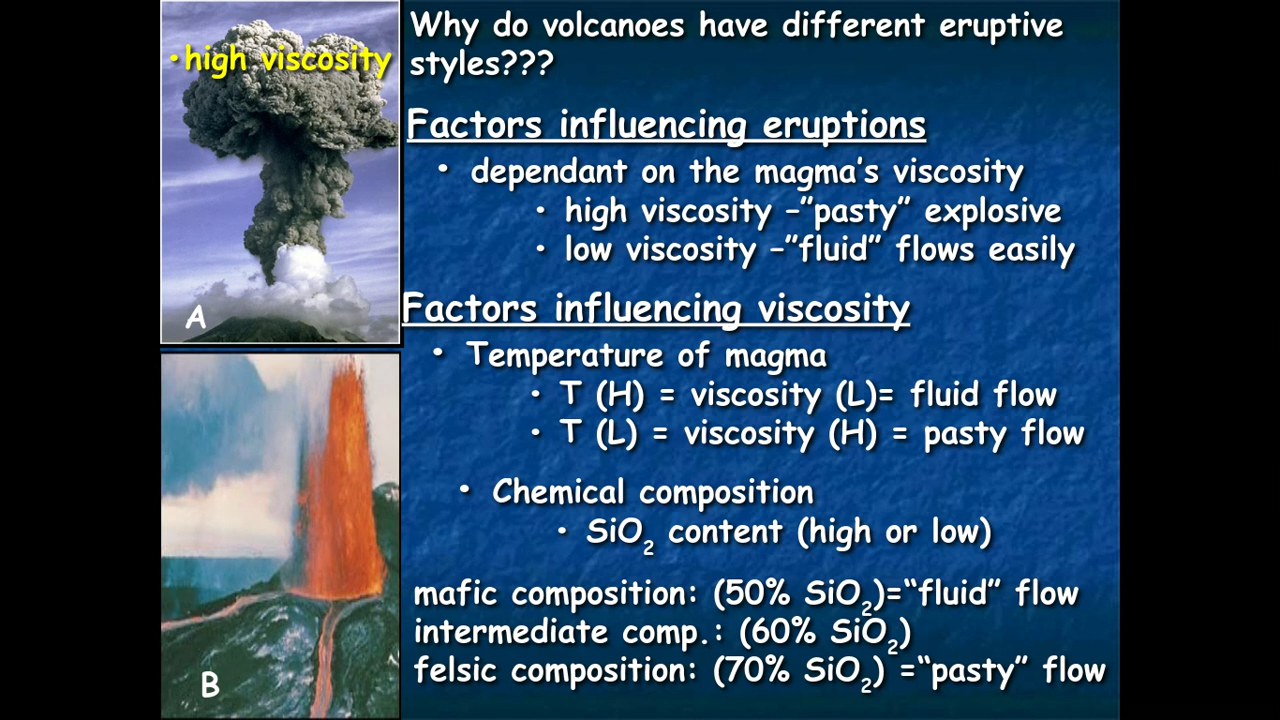 •high viscosity
Why do volcanoes have different eruptive
styles???
Factors influencing eruptions
• dependant on the magma’s viscosity
• high viscosity –”pasty” explosive
• low viscosity –”fluid” flows easily
A
Factors influencing viscosity
• Temperature of magma
• T (H) = viscosity (L)= fluid flow
• T (L) = viscosity (H) = pasty flow
• Chemical composition
• SiO2 content (high or low)
mafic composition: (50% SiO2)=“fluid” flow
intermediate comp.: (60% SiO2)
felsic composition: (70% SiO2) =“pasty” flow
B